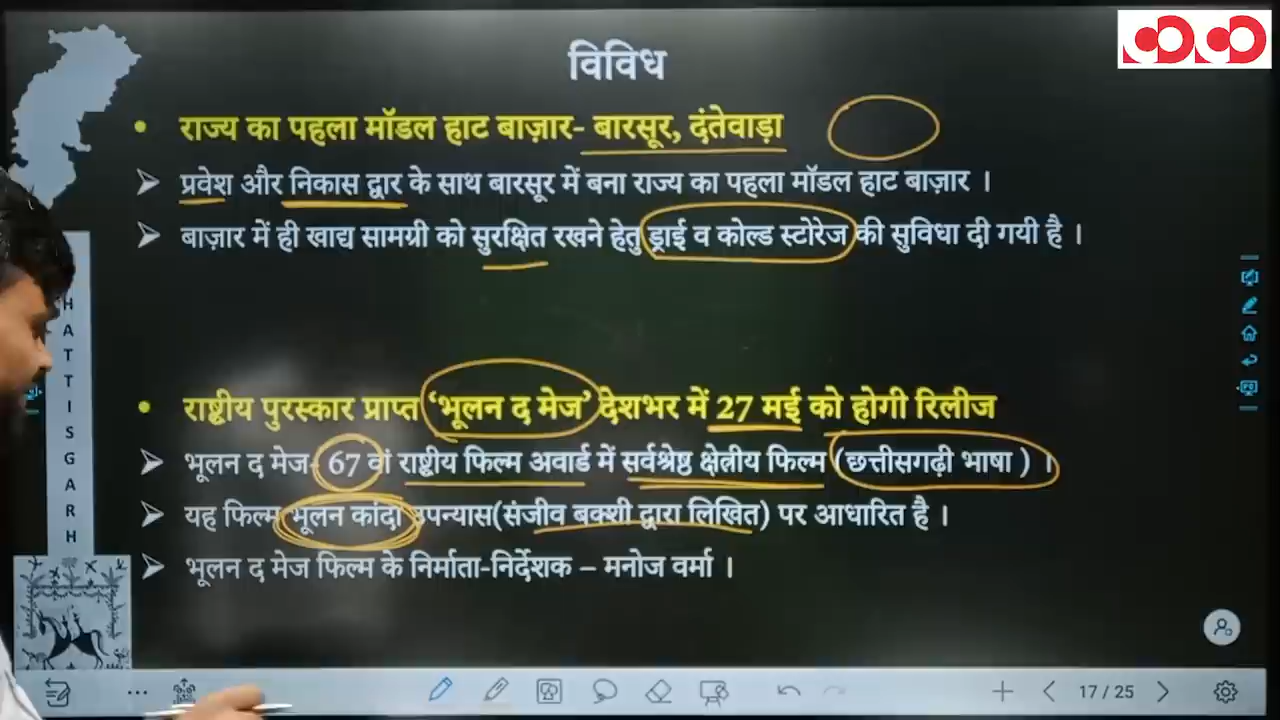 विविध
राज्य का पहला मॉडल हाट बाज़ार- बारसूर, दंतेवाड़ा
प्रवेश और निकास द्वार के साथ बारसूर में बना राज्य का पहला मॉडल हाट बाज़ार ।
बाज़ार में ही खाद्य सामग्री को सुरक्षित रखने हेतु ड्राई व कोल्ड स्टोरेज की सुविधा दी गयी है ।
राष्ट्रीय पुरस्कार प्राप्त ‘भूलन द मेज’ देशभर में 27 मई को होगी रिलीज
भूलन द मेज- 67 वां राष्ट्रीय फिल्म अवार्ड में सर्वश्रेष्ठ क्षेत्रीय फिल्म (छत्तीसगढ़ी भाषा ) ।
यह फिल्म भूलन कांदा उपन्यास(संजीव बक्शी द्वारा लिखित) पर आधारित है ।
भूलन द मेज फिल्म के निर्माता-निर्देशक – मनोज वर्मा ।
HATTISGARH
17 / 25